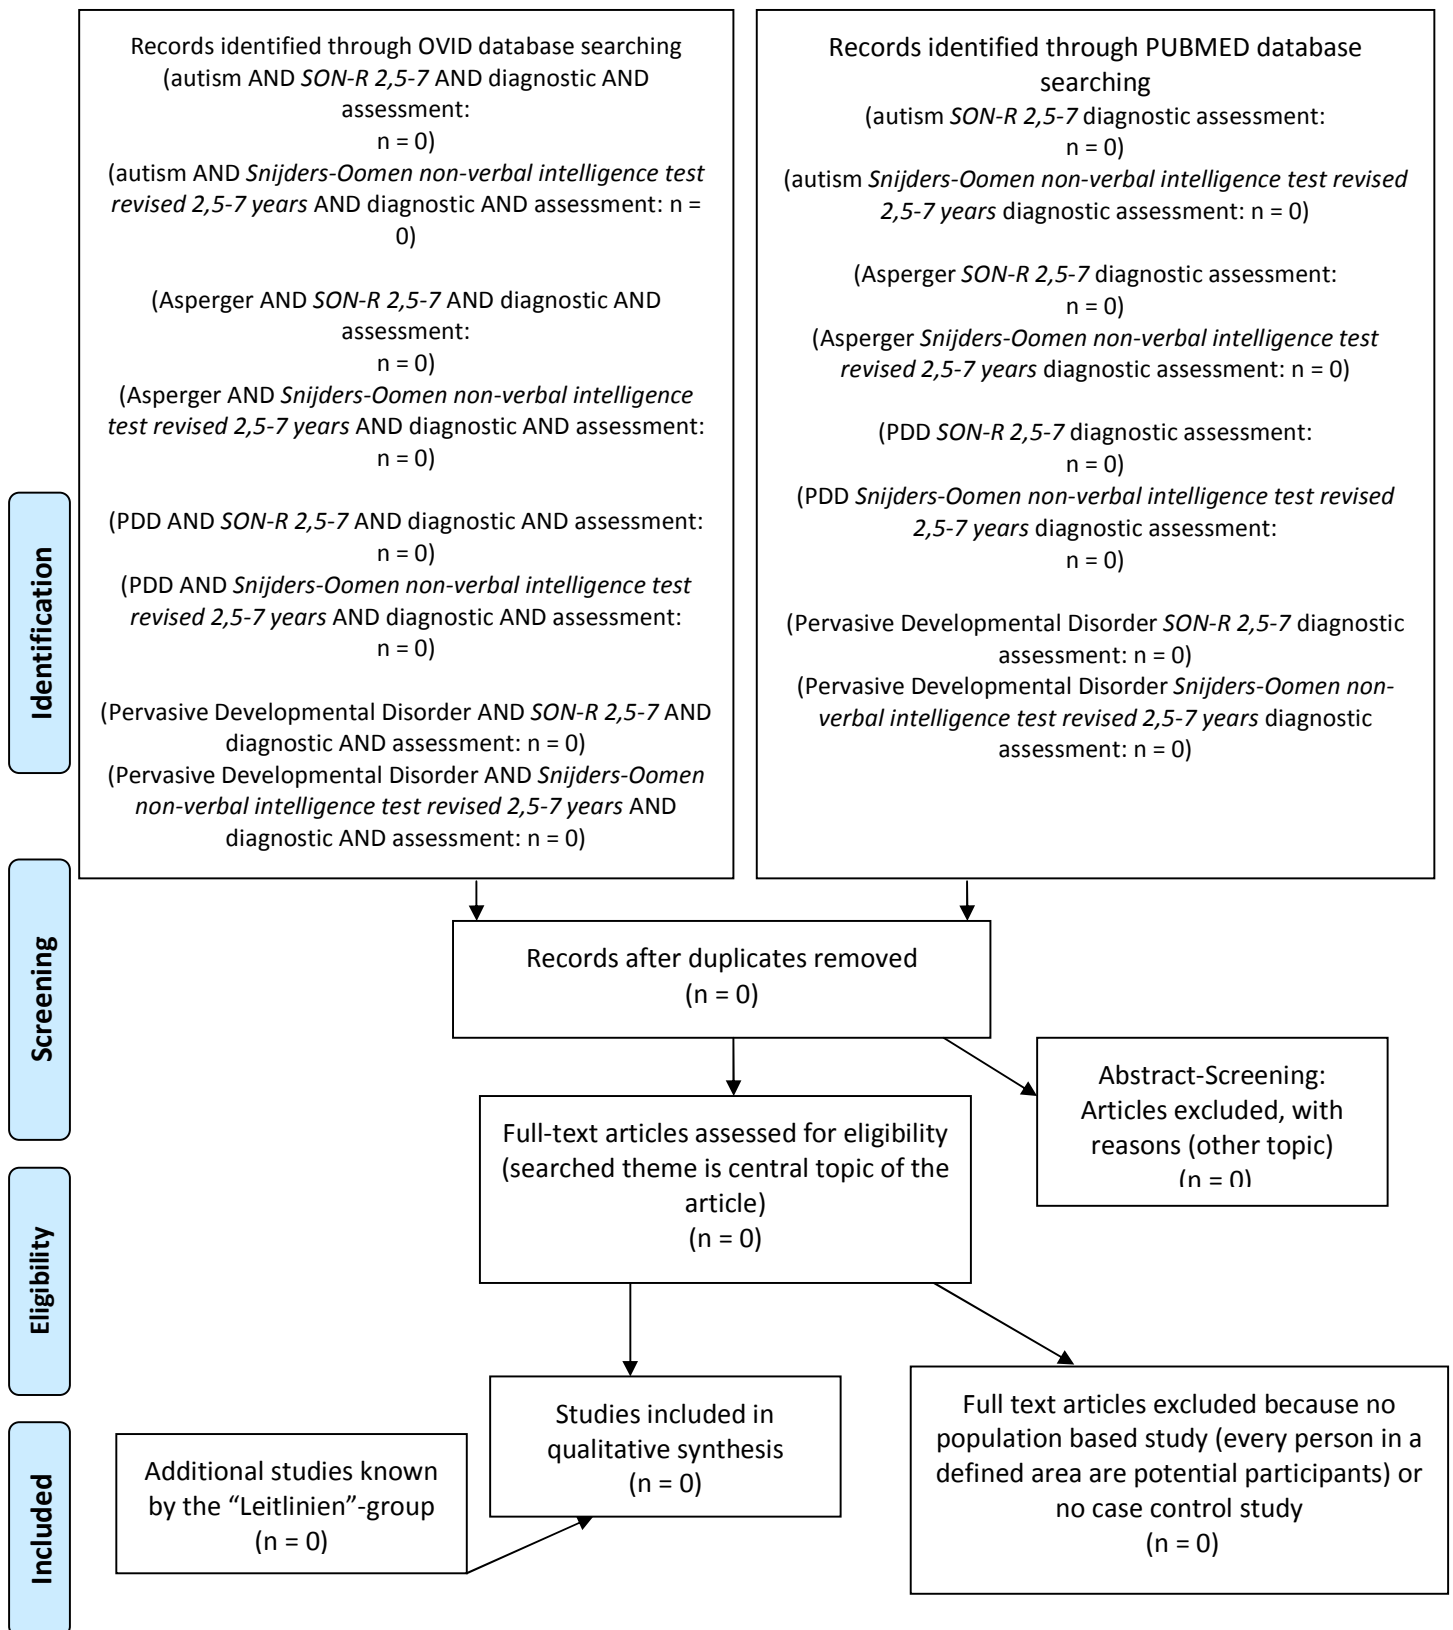 Records identified through OVID database searching
(autism AND SON-R 2,5-7 AND diagnostic AND
assessment:
n = 0)
(autism AND Snijders-Oomen non-verbal intelligence test
revised 2,5-7 years AND diagnostic AND assessment: n =
0)
(Asperger AND SON-R 2,5-7 AND diagnostic AND
assessment:
n = 0)
(Asperger AND Snijders-Oomen non-verbal intelligence
test revised 2,5-7 years AND diagnostic AND assessment:
n = 0)
(PDD AND SON-R 2,5-7 AND diagnostic AND assessment:
n = 0)
(PDD AND Snijders-Oomen non-verbal intelligence test
revised 2,5-7 years AND diagnostic AND assessment:
n = 0)
(Pervasive Developmental Disorder AND SON-R 2,5-7 AND
diagnostic AND assessment: n = 0)
(Pervasive Developmental Disorder AND Snijders-Oomen
non-verbal intelligence test revised 2,5-7 years AND
diagnostic AND assessment: n = 0)
Records identified through PUBMED database
searching
(autism SON-R 2,5-7 diagnostic assessment:
n = 0)
(autism Snijders-Oomen non-verbal intelligence test revised
2,5-7 years diagnostic assessment: n = 0)
(Asperger SON-R 2,5-7 diagnostic assessment:
n = 0)
(Asperger Snijders-Oomen non-verbal intelligence test
revised 2,5-7 years diagnostic assessment: n = 0)
(PDD SON-R 2,5-7 diagnostic assessment:
n = 0)
(PDD Snijders-Oomen non-verbal intelligence test revised
2,5-7 years diagnostic assessment:
n = 0)
(Pervasive Developmental Disorder SON-R 2,5-7 diagnostic
assessment: n = 0)
(Pervasive Developmental Disorder Snijders-Oomen non-
verbal intelligence test revised 2,5-7 years diagnostic
assessment: n = 0)
Identification
Screening
Records after duplicates removed
(n = 0)
Abstract-Screening:
Articles excluded, with
reasons (other topic)
(n = 0)
Eligibility
Full-text articles assessed for eligibility
(searched theme is central topic of the
article)
(n = 0)
Included
Studies included in
qualitative synthesis
(n = 0)
Additional studies known
by the “Leitlinien”-group
(n = 0)
Full text articles excluded because no
population based study (every person in a
defined area are potential participants) or
no case control study
(n = 0)